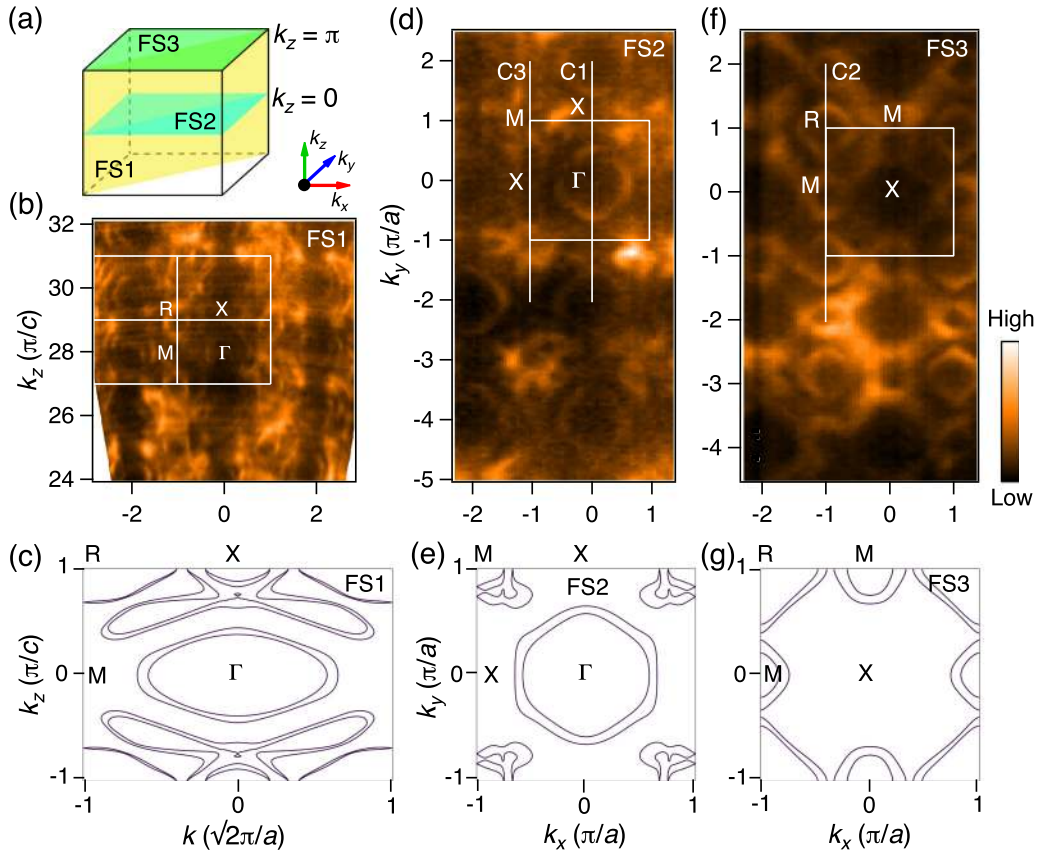 (a)
FS3
k_z = π
k_z = 0
FS2
FS1
k_z
k_y
k_x
(b)
FS1
32
30
28
26
24
k_z (π/c)
R
X
M
Γ
-2
0
2
(c)
R
X
FS1
1
0
-1
k_z (π/c)
M
Γ
-1
0
1
k (√2π/a)
(d)
FS2
C3
C1
2
1
0
-1
-2
-3
-4
-5
k_y (π/a)
M
X
X
Γ
-2
-1
0
1
(e)
M
X
FS2
1
0
-1
k_y (π/a)
X
Γ
-1
0
1
k_x (π/a)
(f)
FS3
C2
2
1
0
-1
-2
-3
-4
R
M
M
X
-2
-1
0
1
High
Low
(g)
R
M
FS3
1
0
-1
M
X
-1
0
1
k_x (π/a)